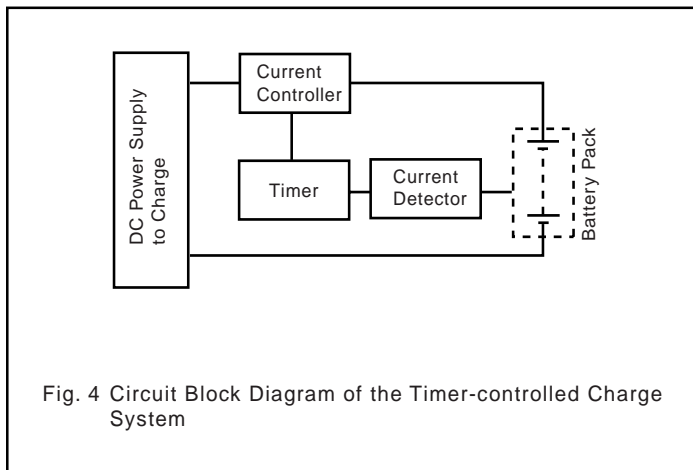 DC Power Supply
to Charge
Current
Controller
Timer
Current
Detector
Battery Pack
Fig. 4 Circuit Block Diagram of the Timer-controlled Charge
System